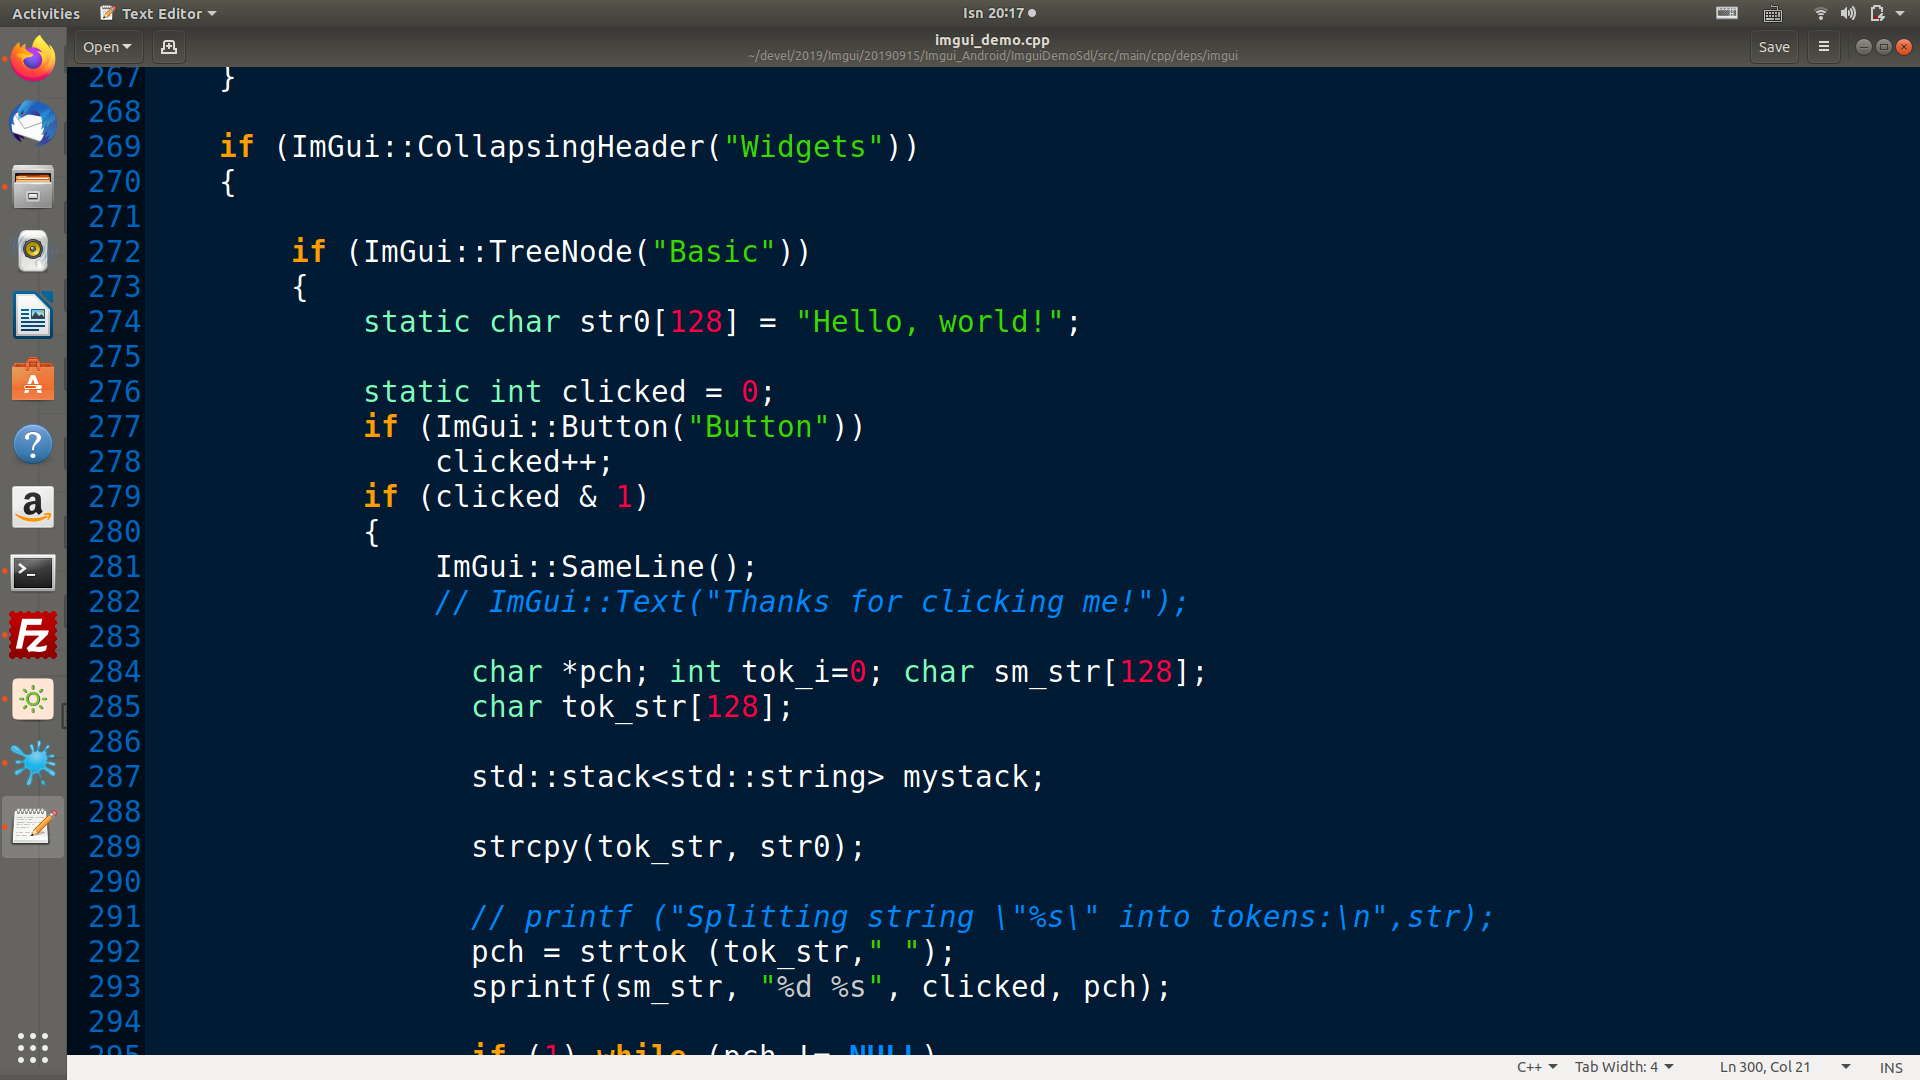 Activities Text Editor Isn 20:17
Open imgui_demo.cpp Save
~/devel/2019/Imgui/20190915/Imgui_Android/ImguiDemoSdl/src/main/cpp/deps/imgui
267 }
268
269 if (ImGui::CollapsingHeader("Widgets"))
270 {
271
272 if (ImGui::TreeNode("Basic"))
273 {
274 static char str0[128] = "Hello, world!";
275
276 static int clicked = 0;
277 if (ImGui::Button("Button"))
278 clicked++;
279 if (clicked & 1)
280 {
281 ImGui::SameLine();
282 // ImGui::Text("Thanks for clicking me!");
283
284 char *pch; int tok_i=0; char sm_str[128];
285 char tok_str[128];
286
287 std::stack<std::string> mystack;
288
289 strcpy(tok_str, str0);
290
291 // printf ("Splitting string \"%s\" into tokens:\n",str);
292 pch = strtok (tok_str," ");
293 sprintf(sm_str, "%d %s", clicked, pch);
294
295 if (1) while (pch != NULL)
C++ Tab Width: 4 Ln 300, Col 21 INS